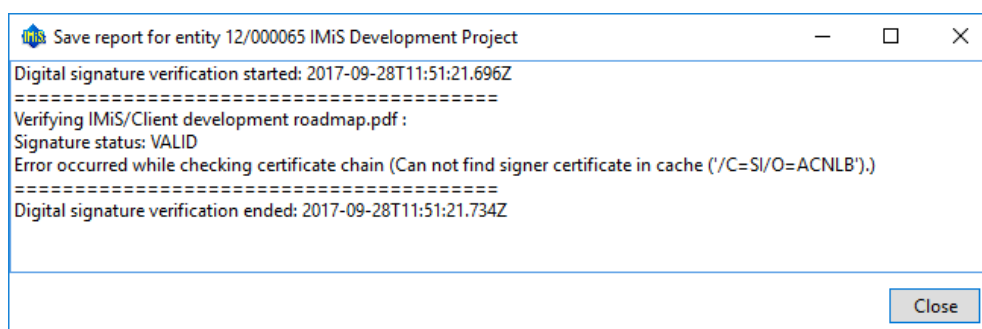 IMiS
Save report for entity 12/000065 IMiS Development Project
Digital signature verification started: 2017-09-28T11:51:21.696Z
========================================
Verifying IMiS/Client development roadmap.pdf :
Signature status: VALID
Error occurred while checking certificate chain (Can not find signer certificate in cache ('/C=SI/O=ACNLB').)
========================================
Digital signature verification ended: 2017-09-28T11:51:21.734Z
Close